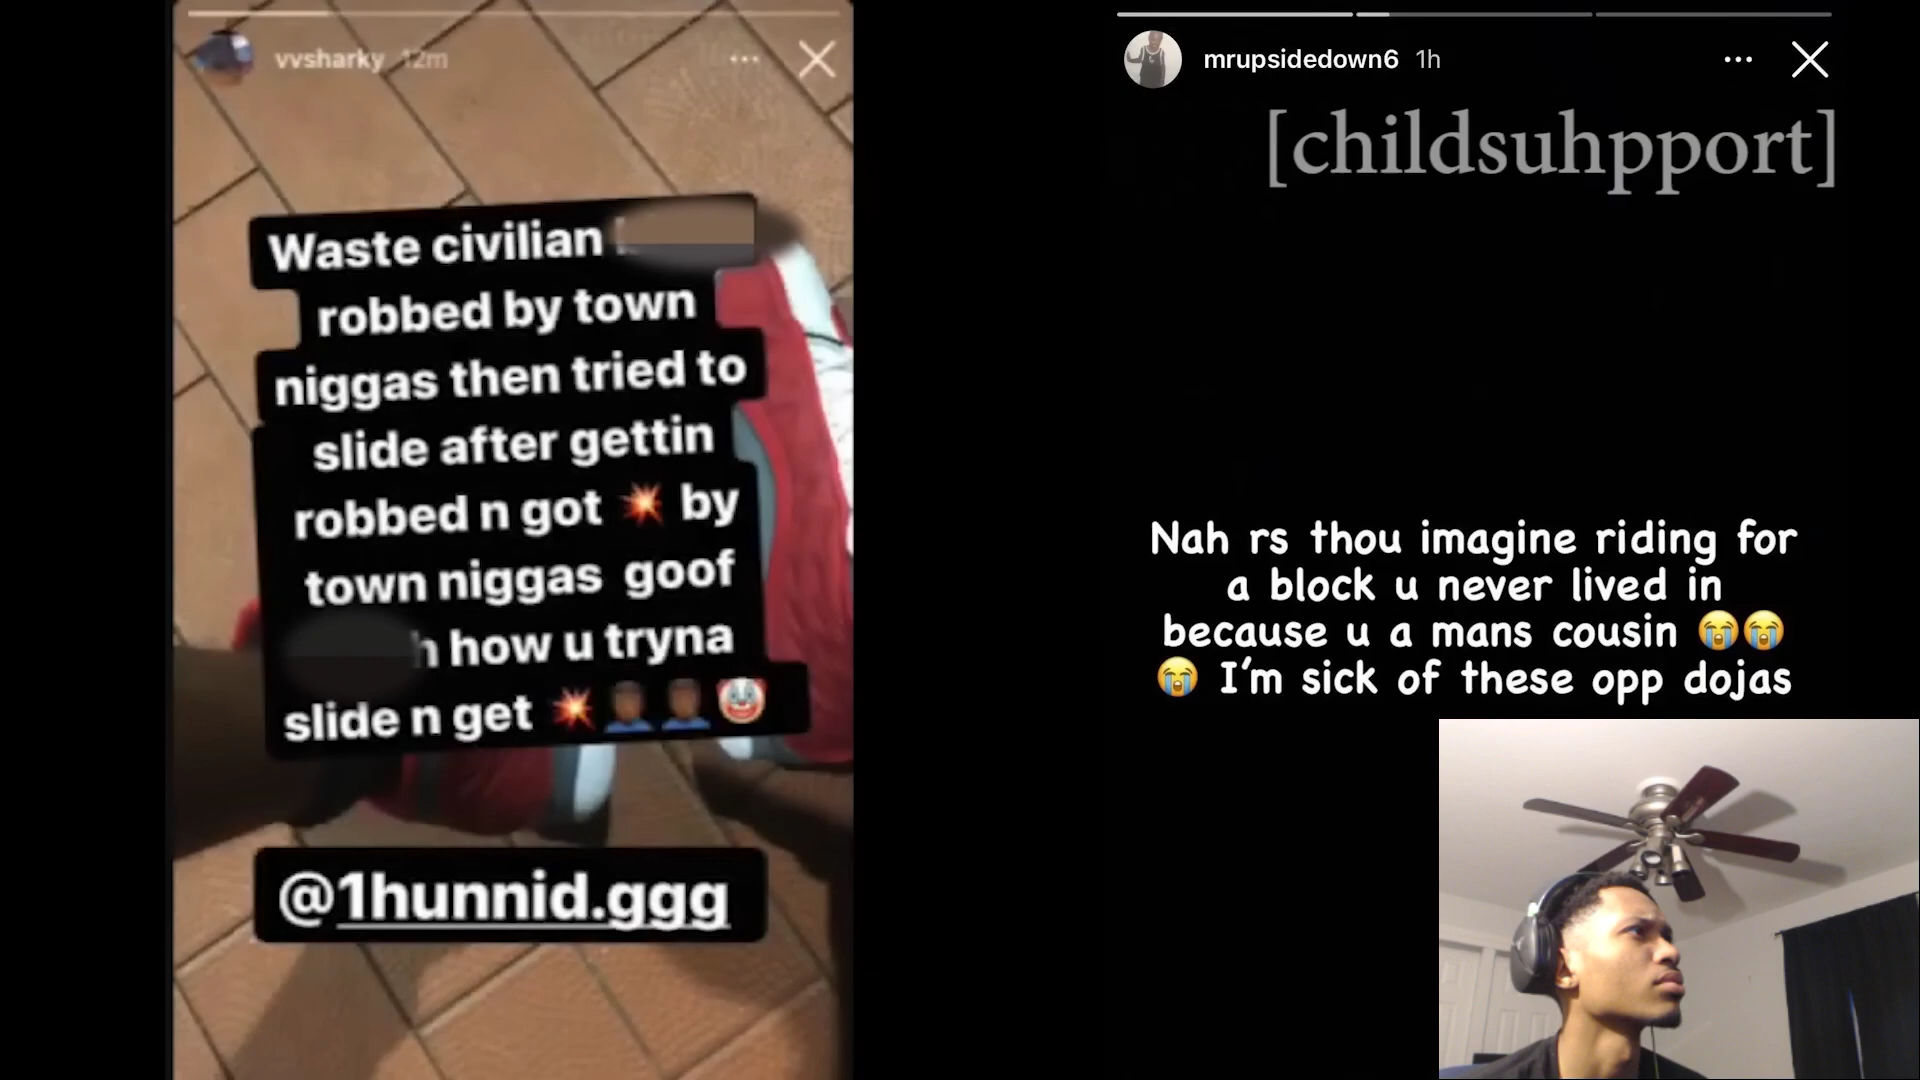 vvsharky 12m
Waste civilian
robbed by town
niggas then tried to
slide after gettin
robbed n got 💥 by
town niggas goof
h how u tryna
slide n get 💥🙎🏾‍♂️🙎🏾‍♂️🤡
@1hunnid.ggg
mrupsidedown6 1h
[childsuhpport]
Nah rs thou imagine riding for
a block u never lived in
because u a mans cousin 😭😭
😭 I'm sick of these opp dojas